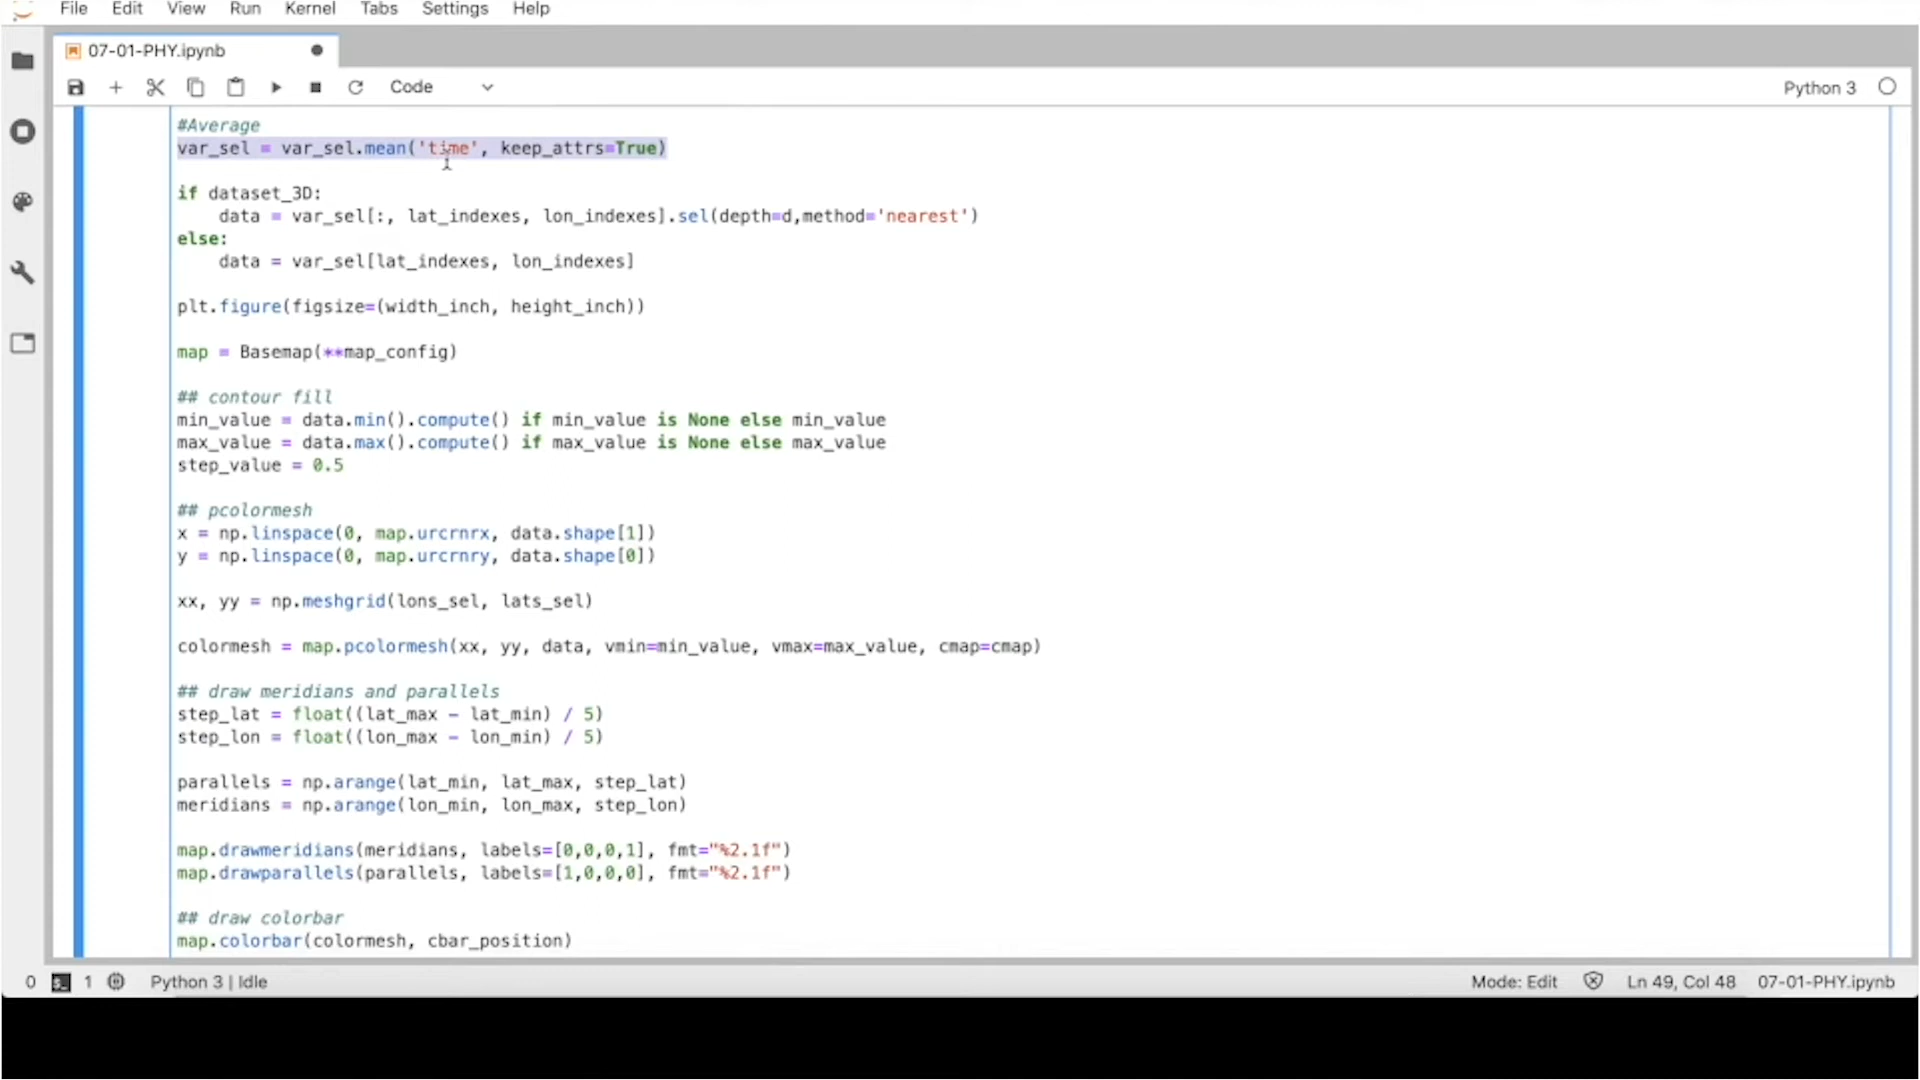 File Edit View Run Kernel Tabs Settings Help
07-01-PHY.ipynb
Code
Python 3
#Average
var_sel = var_sel.mean('time', keep_attrs=True)
if dataset_3D:
    data = var_sel[:, lat_indexes, lon_indexes].sel(depth=d,method='nearest')
else:
    data = var_sel[lat_indexes, lon_indexes]
plt.figure(figsize=(width_inch, height_inch))
map = Basemap(**map_config)
## contour fill
min_value = data.min().compute() if min_value is None else min_value
max_value = data.max().compute() if max_value is None else max_value
step_value = 0.5
## pcolormesh
x = np.linspace(0, map.urcrnrx, data.shape[1])
y = np.linspace(0, map.urcrnry, data.shape[0])
xx, yy = np.meshgrid(lons_sel, lats_sel)
colormesh = map.pcolormesh(xx, yy, data, vmin=min_value, vmax=max_value, cmap=cmap)
## draw meridians and parallels
step_lat = float((lat_max - lat_min) / 5)
step_lon = float((lon_max - lon_min) / 5)
parallels = np.arange(lat_min, lat_max, step_lat)
meridians = np.arange(lon_min, lon_max, step_lon)
map.drawmeridians(meridians, labels=[0,0,0,1], fmt="%2.1f")
map.drawparallels(parallels, labels=[1,0,0,0], fmt="%2.1f")
## draw colorbar
map.colorbar(colormesh, cbar_position)
0 1 Python 3 | Idle Mode: Edit Ln 49, Col 48 07-01-PHY.ipynb